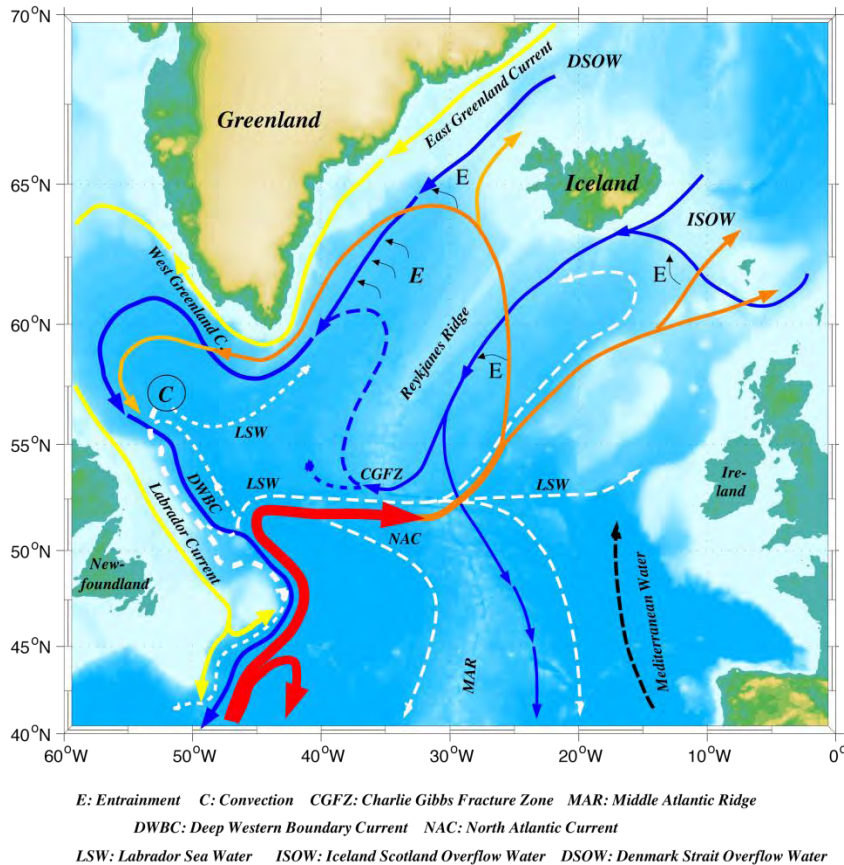 70°N
65°N
60°N
55°N
50°N
45°N
40°N
60°W
50°W
40°W
30°W
20°W
10°W
0°
Greenland
East Greenland Current
DSOW
Iceland
E
ISOW
West Greenland C.
E
E
Reykjanes Ridge
E
C
LSW
CGFZ
LSW
LSW
DWBC
NAC
Ire-
land
Labrador Current
New-
foundland
Mediterranean Water
MAR
E: Entrainment C: Convection CGFZ: Charlie Gibbs Fracture Zone MAR: Middle Atlantic Ridge
DWBC: Deep Western Boundary Current NAC: North Atlantic Current
LSW: Labrador Sea Water ISOW: Iceland Scotland Overflow Water DSOW: Denmark Strait Overflow Water